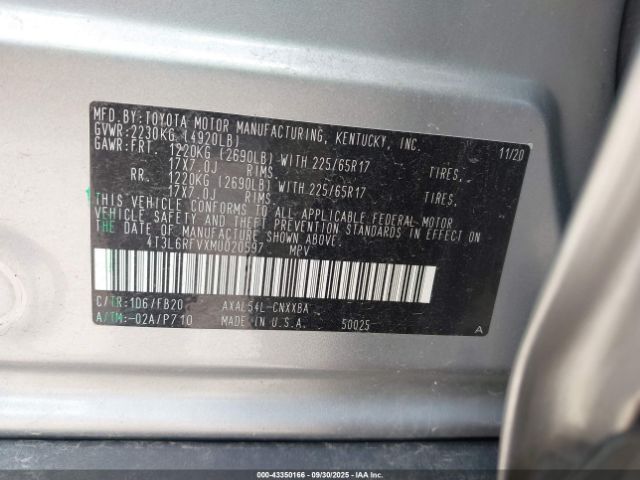 MFD.BY:TOYOTA MOTOR MANUFACTURING, KENTUCKY, INC.
GVWR:2230KG (4920LB) 11/20
GAWR:FRT. 1220KG (2690LB) WITH 225/65R17 TIRES,
17X7.0J RIMS,
RR. 1220KG (2690LB) WITH 225/65R17 TIRES,
17X7.0J RIMS,
THIS VEHICLE CONFORMS TO ALL APPLICABLE FEDERAL MOTOR
VEHICLE SAFETY AND THEFT PREVENTION STANDARDS IN EFFECT ON
THE DATE OF MANUFACTURE SHOWN ABOVE.
4T3L6RFVXMU020597 MPV
C/TR:1D6/FB20 AXAL54L-CNXXBA
A/TM:-02A/P710 MADE IN U.S.A. 50025 A
000-43350166 - 09/30/2025 - IAAI.COM